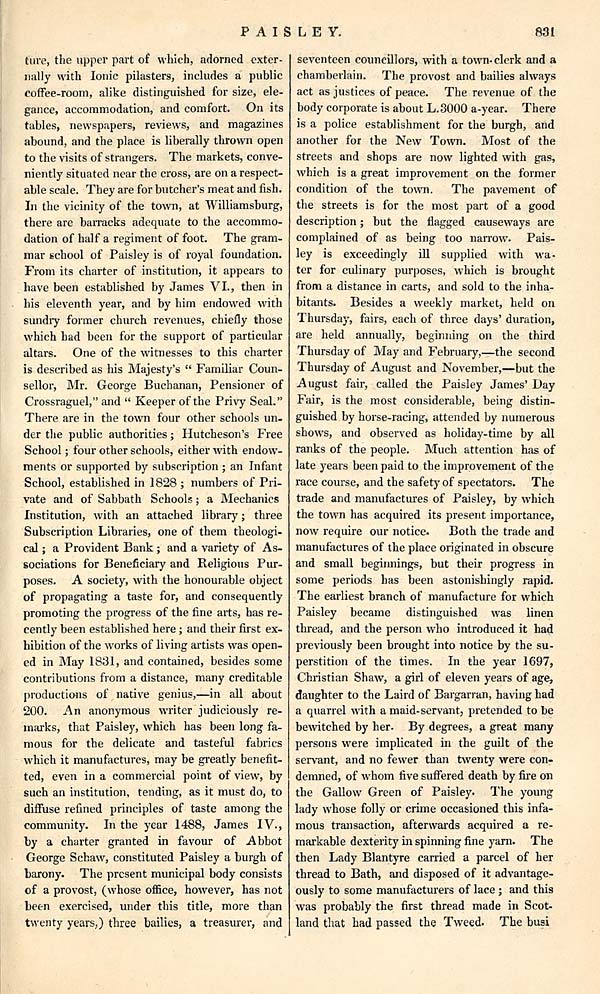 PAISLEY. 831
ture, the upper part of which, adorned exter-
nally with Ionic pilasters, includes a public
coffee-room, alike distinguished for size, ele-
gance, accommodation, and comfort. On its
tables, newspapers, reviews, and magazines
abound, and the place is liberally thrown open
to the visits of strangers. The markets, conve-
niently situated near the cross, are on a respect-
able scale. They are for butcher's meat and fish.
In the vicinity of the town, at Williamsburg,
there are barracks adequate to the accommo-
dation of half a regiment of foot. The gram-
mar school of Paisley is of royal foundation.
From its charter of institution, it appears to
have been established by James VI., then in
his eleventh year, and by him endowed with
sundry former church revenues, chiefly those
which had been for the support of particular
altars. One of the witnesses to this charter
is described as his Majesty's “ Familiar Coun-
sellor, Mr. George Buchanan, Pensioner of
Crossraguel,” and “ Keeper of the Privy Seal.”
There are in the town four other schools un-
der the public authorities; Hutcheson's Free
School; four other schools, either with endow-
ments or supported by subscription; an Infant
School, established in 1828; numbers of Pri-
vate and of Sabbath Schools; a Mechanics
Institution, with an attached library; three
Subscription Libraries, one of them theologi-
cal; a Provident Bank; and a variety of As-
sociations for Beneficiary and Religious Pur-
poses. A society, with the honourable object
of propagating a taste for, and consequently
promoting the progress of the fine arts, has re-
cently been established here; and their first ex-
hibition of the works of living artists was open-
ed in May 1831, and contained, besides some
contributions from a distance, many creditable
productions of native genius,—in all about
200. An anonymous writer judiciously re-
marks, that Paisley, which has been long fa-
mous for the delicate and tasteful fabrics
which it manufactures, may be greatly benefit-
ted, even in a commercial point of view, by
such an institution, tending, as it must do, to
diffuse refined principles of taste among the
community. In the year 1488, James IV.,
by a charter granted in favour of Abbot
George Schaw, constituted Paisley a burgh of
barony. The present municipal body consists
of a provost, (whose office, however, has not
been exercised, under this title, more than
twenty years,) three bailies, a treasurer, and
seventeen councillors, with a town-clerk and a
chamberlain. The provost and bailies always
act as justices of peace. The revenue of the
body corporate is about L.3000 a-year. There
is a police establishment for the burgh, and
another for the New Town. Most of the
streets and shops are now lighted with gas,
which is a great improvement on the former
condition of the town. The pavement of
the streets is for the most part of a good
description; but the flagged causeways are
complained of as being too narrow. Pais-
ley is exceedingly ill supplied with wa-
ter for culinary purposes, which is brought
from a distance in carts, and sold to the inha-
bitants. Besides a weekly market, held on
Thursday, fairs, each of three days' duration,
are held annually, beginning on the third
Thursday of May and February,—the second
Thursday of August and November,—but the
August fair, called the Paisley James' Day
Fair, is the most considerable, being distin-
guished by horse-racing, attended by numerous
shows, and observed as holiday-time by all
ranks of the people. Much attention has of
late years been paid to the improvement of the
race course, and the safety of spectators. The
trade and manufactures of Paisley, by which
the town has acquired its present importance,
now require our notice. Both the trade and
manufactures of the place originated in obscure
and small beginnings, but their progress in
some periods has been astonishingly rapid.
The earliest branch of manufacture for which
Paisley became distinguished was linen
thread, and the person who introduced it had
previously been brought into notice by the su-
perstition of the times. In the year 1697,
Christian Shaw, a girl of eleven years of age,
daughter to the Laird of Bargarran, having had
a quarrel with a maid-servant, pretended to be
bewitched by her. By degrees, a great many
persons were implicated in the guilt of the
servant, and no fewer than twenty were con-
demned, of whom five suffered death by fire on
the Gallow Green of Paisley. The young
lady whose folly or crime occasioned this infa-
mous transaction, afterwards acquired a re-
markable dexterity in spinning fine yarn. The
then Lady Blantyre carried a parcel of her
thread to Bath, and disposed of it advantage-
ously to some manufacturers of lace; and this
was probably the first thread made in Scot-
land that had passed the Tweed. The busi